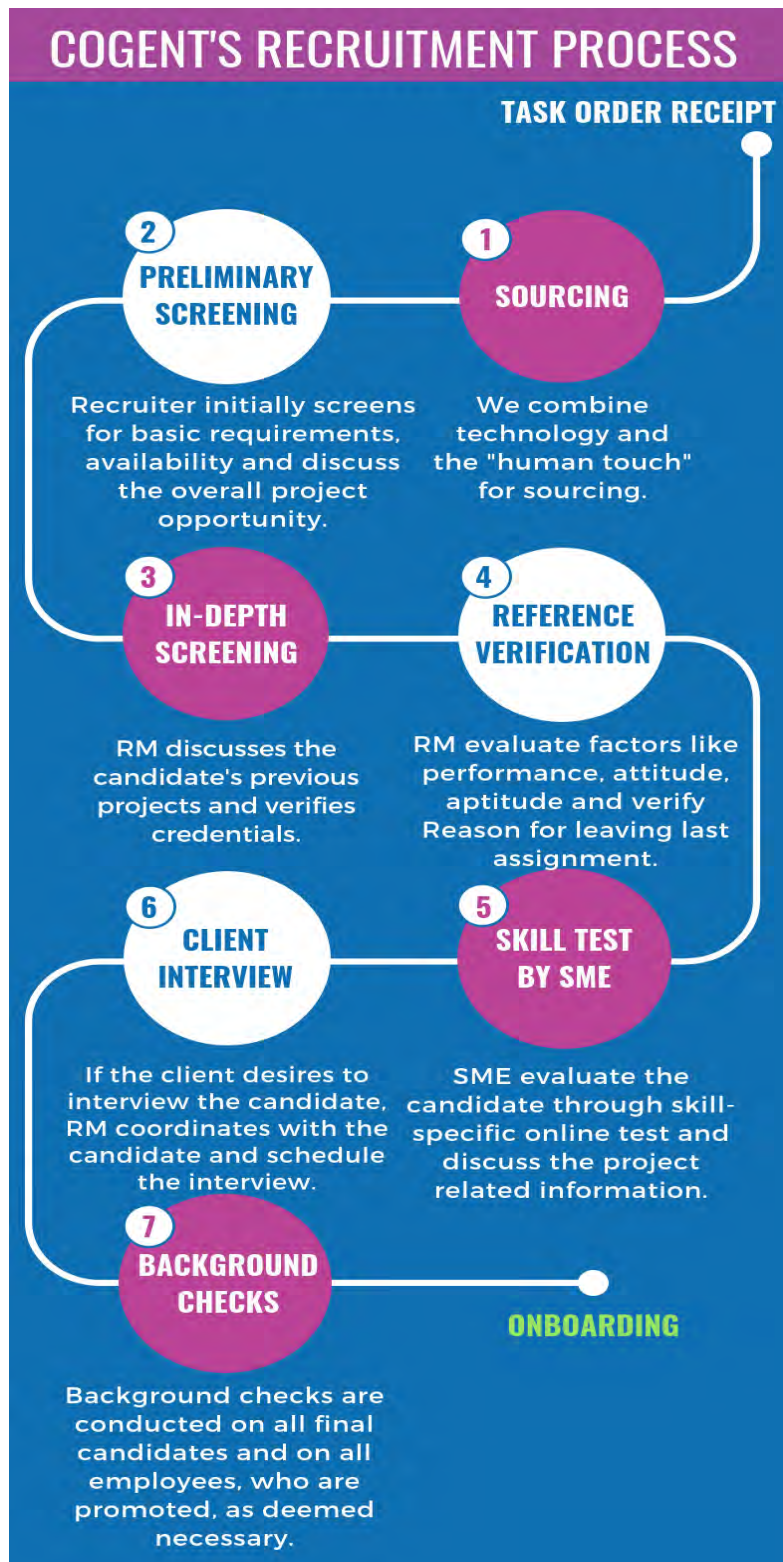 COGENT'S RECRUITMENT PROCESS
TASK ORDER RECEIPT
1
SOURCING
We combine
technology and
the "human touch"
for sourcing.
2
PRELIMINARY
SCREENING
Recruiter initially screens
for basic requirements,
availability and discuss
the overall project
opportunity.
3
IN-DEPTH
SCREENING
RM discusses the
candidate's previous
projects and verifies
credentials.
4
REFERENCE
VERIFICATION
RM evaluate factors like
performance, attitude,
aptitude and verify
Reason for leaving last
assignment.
5
SKILL TEST
BY SME
SME evaluate the
candidate through skill-
specific online test and
discuss the project
related information.
6
CLIENT
INTERVIEW
If the client desires to
interview the candidate,
RM coordinates with the
candidate and schedule
the interview.
7
BACKGROUND
CHECKS
Background checks are
conducted on all final
candidates and on all
employees, who are
promoted, as deemed
necessary.
ONBOARDING